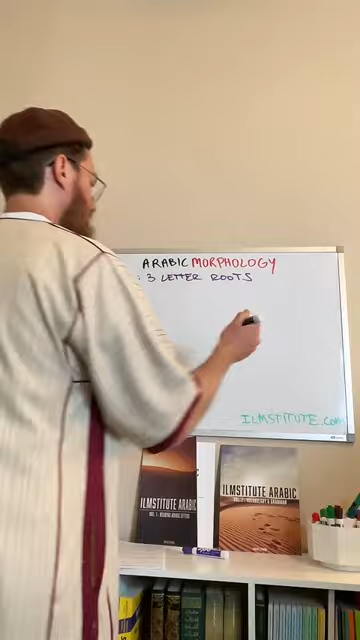 ARABIC MORPHOLOGY
: 3 LETTER ROOTS
ILMSTITUTE.com
ILMSTITUTE ARABIC
ILMSTITUTE ARABIC